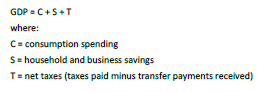 GDP = C + S + T
where:
C = consumption spending
S = household and business savings
T = net taxes (taxes paid minus transfer payments received)